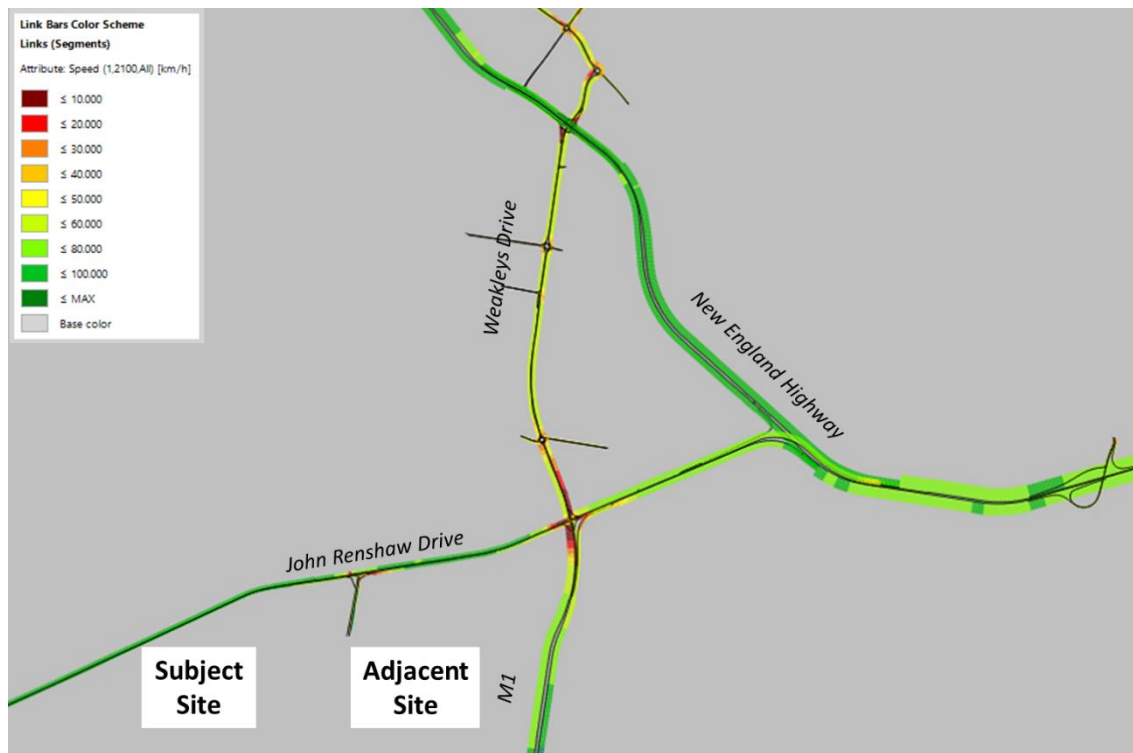 Link Bars Color Scheme
Links (Segments)
Attribute: Speed (1,2100,All) [km/h]
≤ 10.000
≤ 20.000
≤ 30.000
≤ 40.000
≤ 50.000
≤ 60.000
≤ 80.000
≤ 100.000
≤ MAX
Base color
Weakleys Drive
New England Highway
John Renshaw Drive
Subject
Site
Adjacent
Site
M1